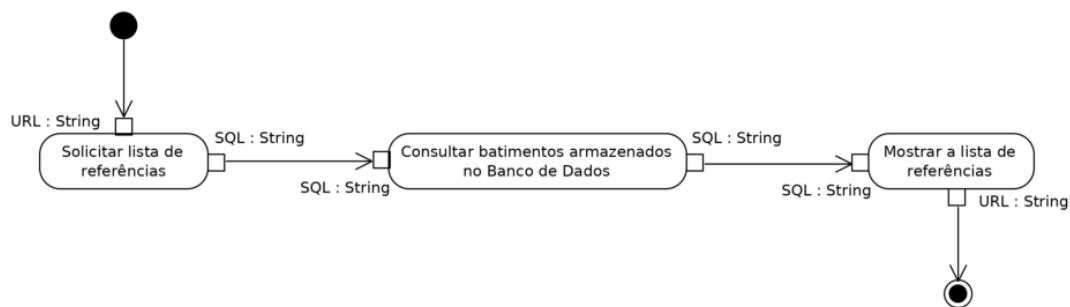 URL : String
Solicitar lista de
referências
SQL : String
SQL : String
Consultar batimentos armazenados
no Banco de Dados
SQL : String
SQL : String
Mostrar a lista de
referências
URL : String